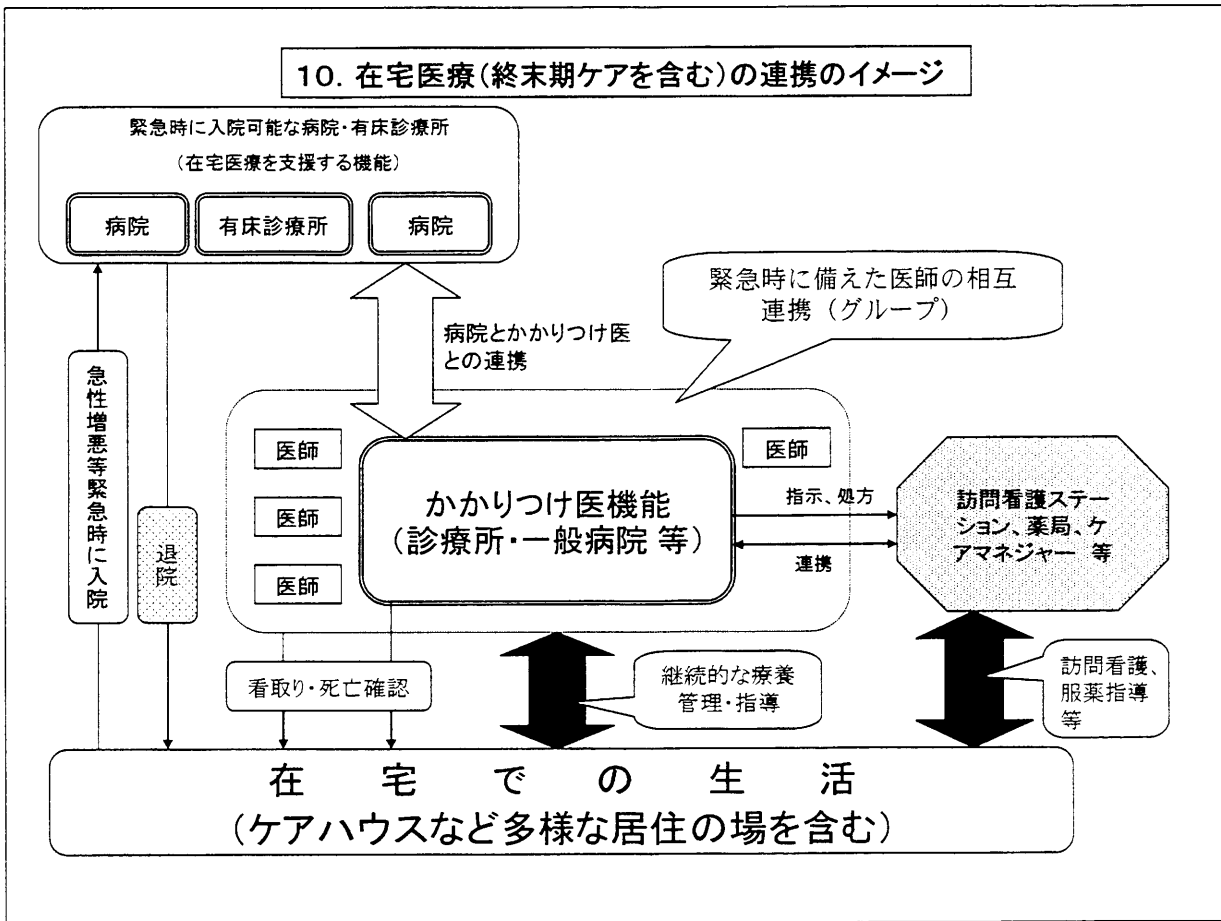 10. 在宅医療(終末期ケアを含む)の連携のイメージ
緊急時に入院可能な病院・有床診療所
(在宅医療を支援する機能)
病院
有床診療所
病院
緊急時に備えた医師の相互
連携（グループ）
病院とかかりつけ医
との連携
急性増悪等緊急時に入院
退院
医師
医師
医師
医師
かかりつけ医機能
(診療所・一般病院 等)
指示、処方
連携
訪問看護ステー
ション、薬局、ケ
アマネジャー 等
看取り・死亡確認
継続的な療養
管理・指導
訪問看護、
服薬指導
等
在宅での生活
(ケアハウスなど多様な居住の場を含む)